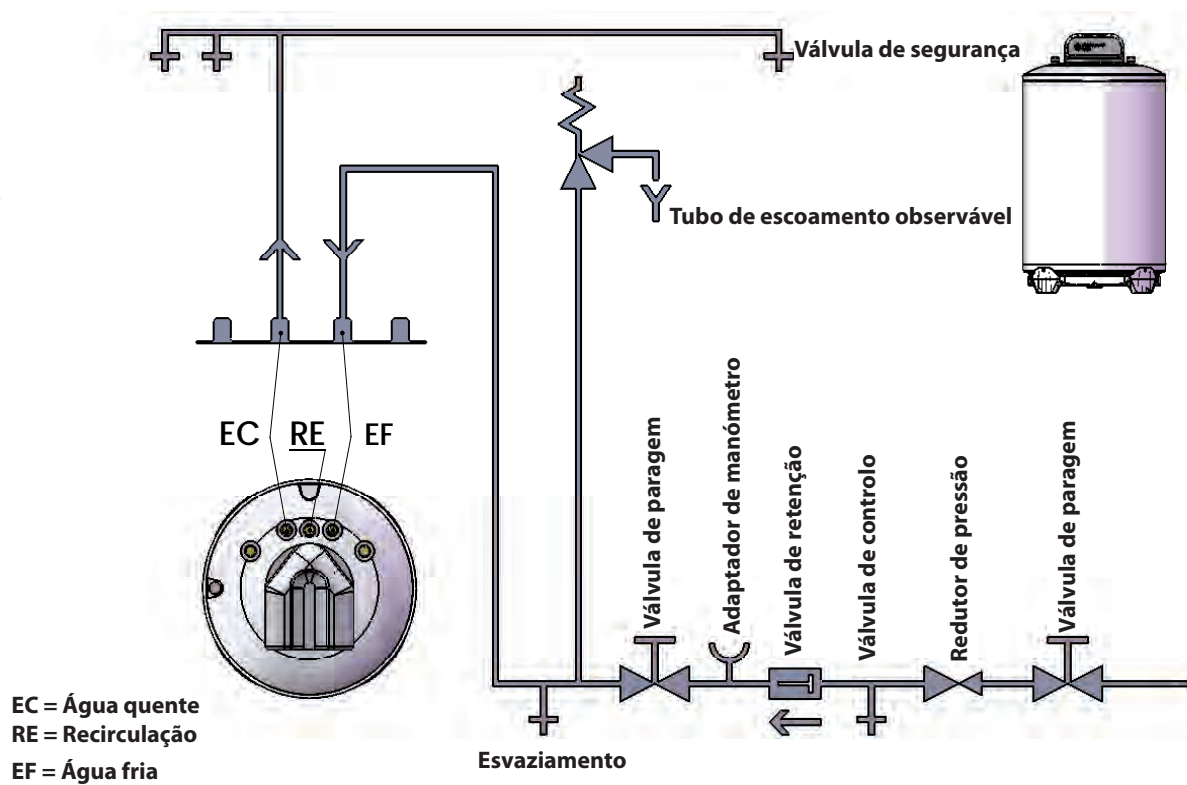 Válvula de segurança
Tubo de escoamento observável
EC
RE
EF
Válvula de paragem
Adaptador de manómetro
Válvula de retenção
Válvula de controlo
Redutor de pressão
Válvula de paragem
EC = Água quente
RE = Recirculação
EF = Água fria
Esvaziamento